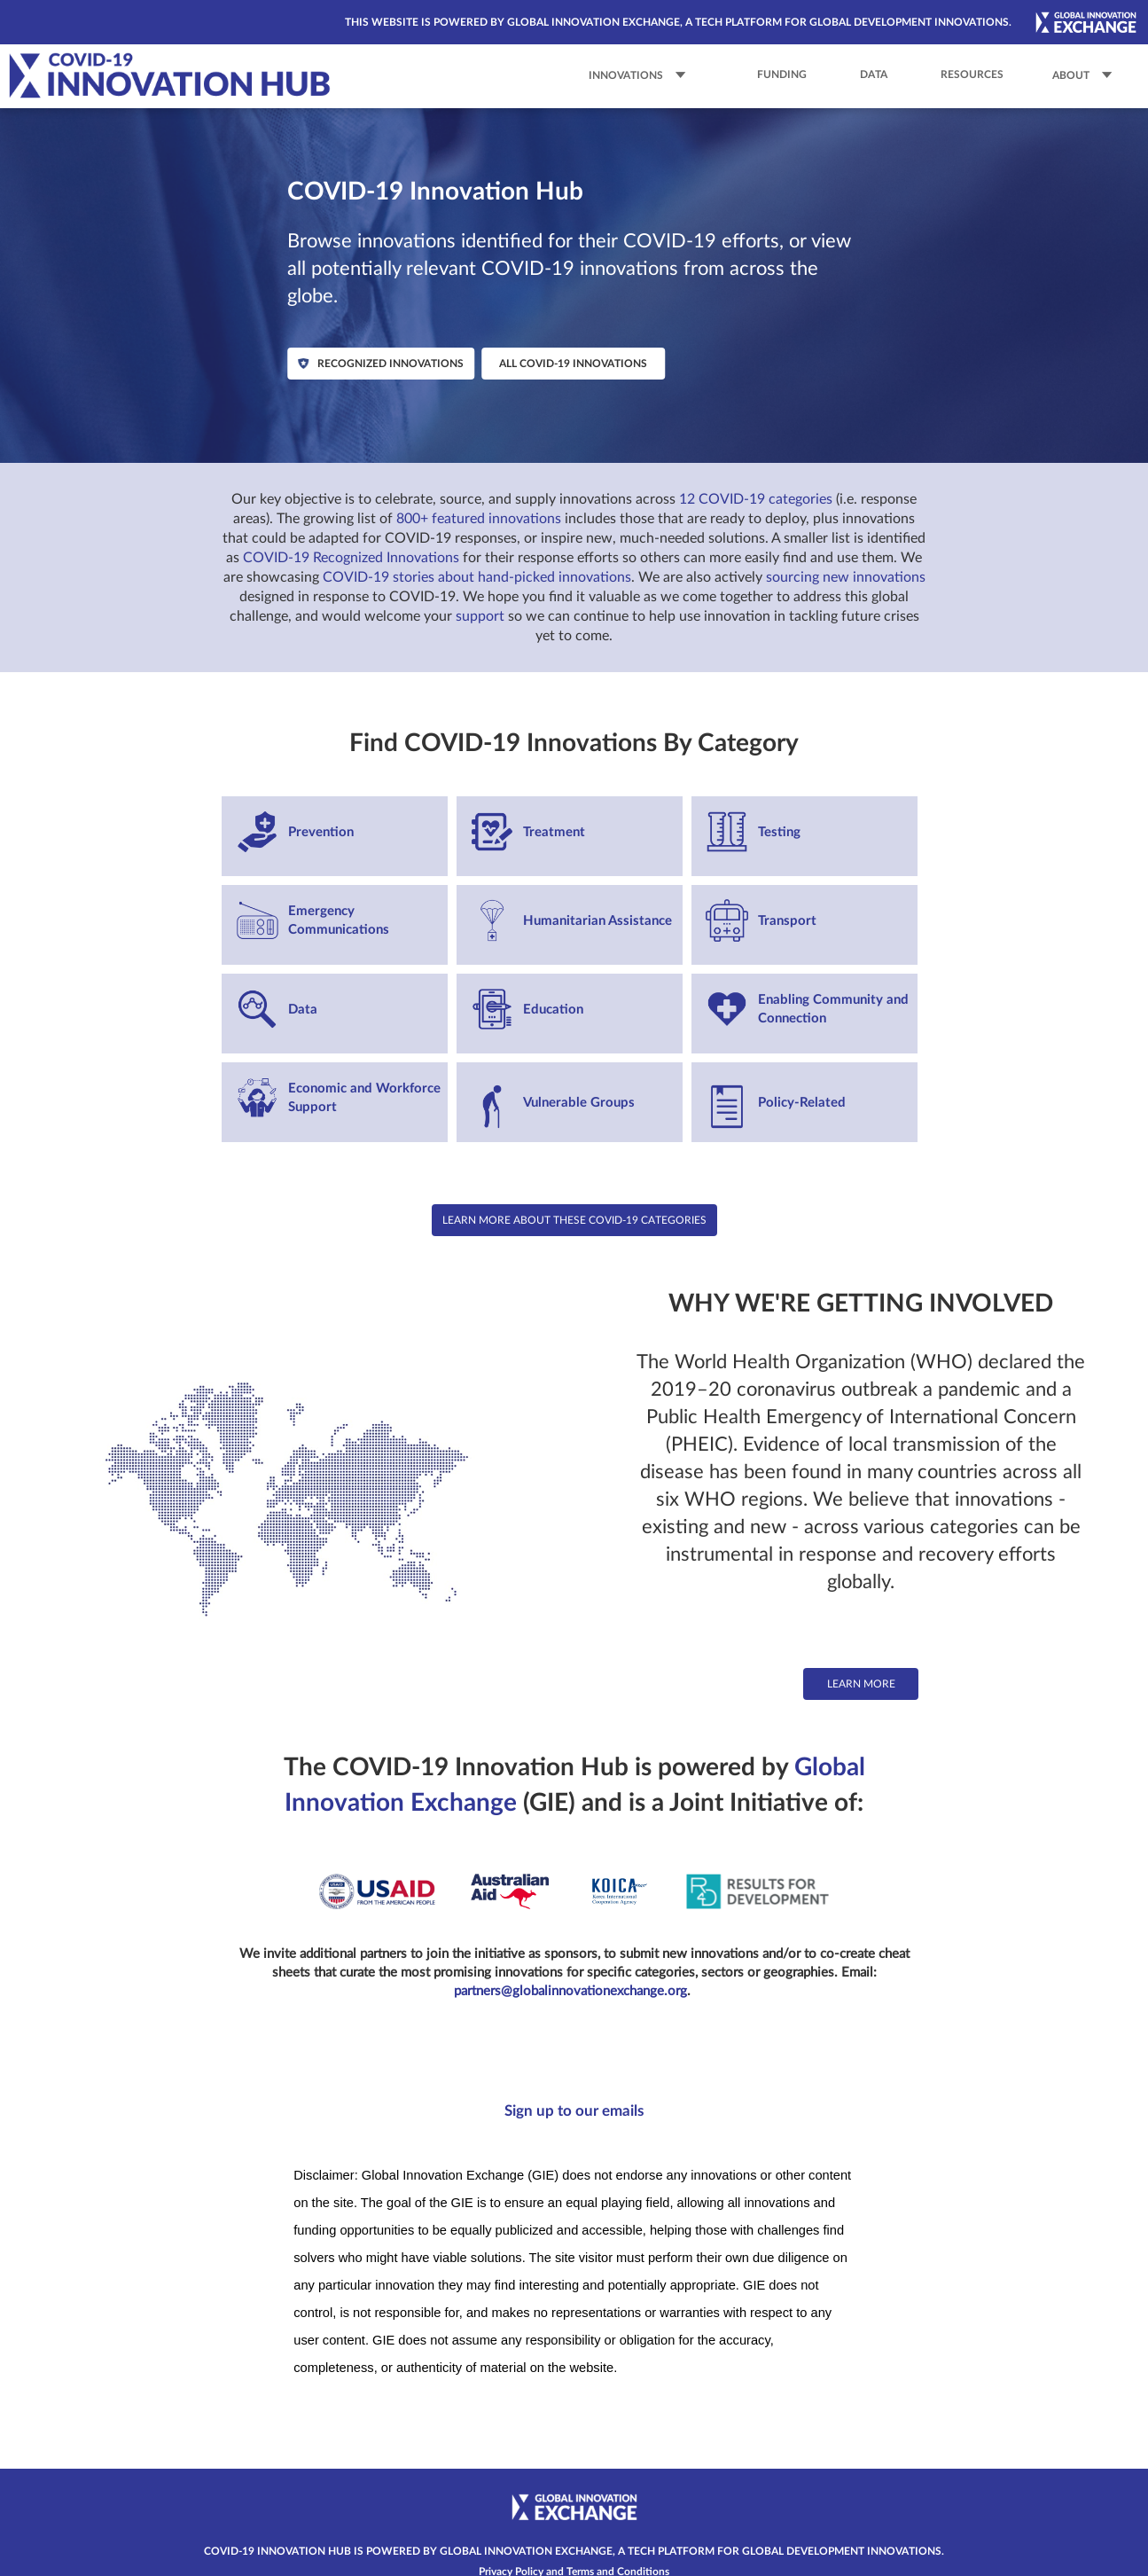 THIS WEBSITE IS POWERED BY GLOBAL INNOVATION EXCHANGE, A TECH PLATFORM FOR GLOBAL DEVELOPMENT INNOVATIONS.
GLOBAL INNOVATION
EXCHANGE
COVID-19
INNOVATION HUB
INNOVATIONS
FUNDING
DATA
RESOURCES
ABOUT
COVID-19 Innovation Hub
Browse innovations identified for their COVID-19 efforts, or view
all potentially relevant COVID-19 innovations from across the
globe.
RECOGNIZED INNOVATIONS
ALL COVID-19 INNOVATIONS
Our key objective is to celebrate, source, and supply innovations across 12 COVID-19 categories (i.e. response
areas). The growing list of 800+ featured innovations includes those that are ready to deploy, plus innovations
that could be adapted for COVID-19 responses, or inspire new, much-needed solutions. A smaller list is identified
as COVID-19 Recognized Innovations for their response efforts so others can more easily find and use them. We
are showcasing COVID-19 stories about hand-picked innovations. We are also actively sourcing new innovations
designed in response to COVID-19. We hope you find it valuable as we come together to address this global
challenge, and would welcome your support so we can continue to help use innovation in tackling future crises
yet to come.
Find COVID-19 Innovations By Category
Prevention
Treatment
Testing
Emergency
Communications
Humanitarian Assistance
Transport
Data
Education
Enabling Community and
Connection
Economic and Workforce
Support
Vulnerable Groups
Policy-Related
LEARN MORE ABOUT THESE COVID-19 CATEGORIES
WHY WE'RE GETTING INVOLVED
The World Health Organization (WHO) declared the
2019–20 coronavirus outbreak a pandemic and a
Public Health Emergency of International Concern
(PHEIC). Evidence of local transmission of the
disease has been found in many countries across all
six WHO regions. We believe that innovations -
existing and new - across various categories can be
instrumental in response and recovery efforts
globally.
LEARN MORE
The COVID-19 Innovation Hub is powered by Global
Innovation Exchange (GIE) and is a Joint Initiative of:
USAID
FROM THE AMERICAN PEOPLE
Australian
Aid
KOICA
Korea International
Cooperation Agency
R4D
RESULTS FOR
DEVELOPMENT
We invite additional partners to join the initiative as sponsors, to submit new innovations and/or to co-create cheat
sheets that curate the most promising innovations for specific categories, sectors or geographies. Email:
partners@globalinnovationexchange.org.
Sign up to our emails
Disclaimer: Global Innovation Exchange (GIE) does not endorse any innovations or other content
on the site. The goal of the GIE is to ensure an equal playing field, allowing all innovations and
funding opportunities to be equally publicized and accessible, helping those with challenges find
solvers who might have viable solutions. The site visitor must perform their own due diligence on
any particular innovation they may find interesting and potentially appropriate. GIE does not
control, is not responsible for, and makes no representations or warranties with respect to any
user content. GIE does not assume any responsibility or obligation for the accuracy,
completeness, or authenticity of material on the website.
GLOBAL INNOVATION
EXCHANGE
COVID-19 INNOVATION HUB IS POWERED BY GLOBAL INNOVATION EXCHANGE, A TECH PLATFORM FOR GLOBAL DEVELOPMENT INNOVATIONS.
Privacy Policy and Terms and Conditions